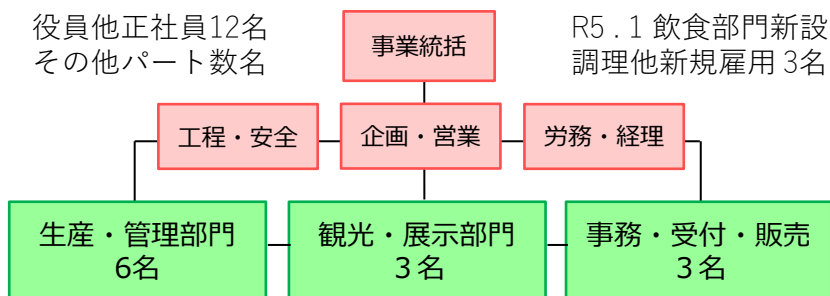 役員他正社員12名
その他パート数名
事業統括
R5.1 飲食部門新設
調理他新規雇用 3名
工程・安全
企画・営業
労務・経理
生産・管理部門
6名
観光・展示部門
3名
事務・受付・販売
3名